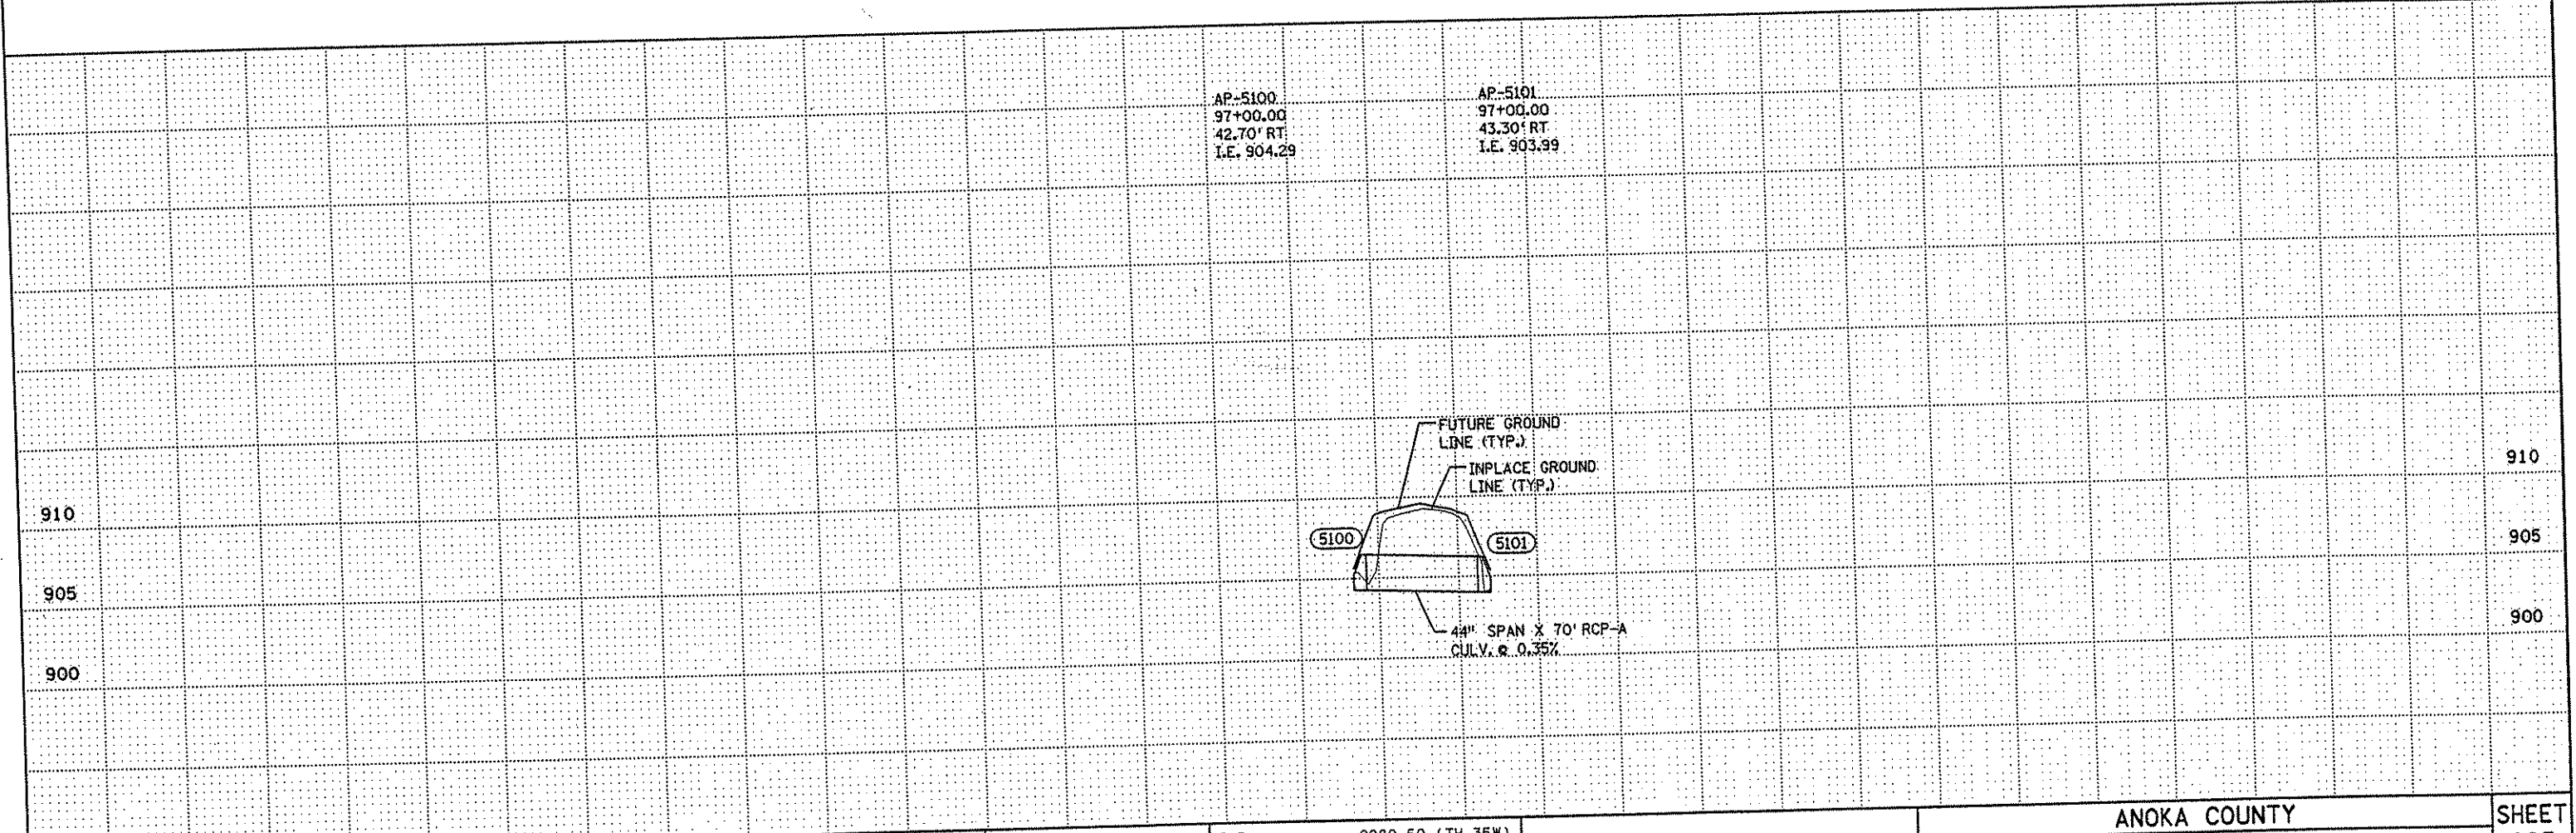 AP-5100
97+00.00
42.70' RT
I.E. 904.29
AP-5101
97+00.00
43.30' RT
I.E. 903.99
FUTURE GROUND
LINE (TYP.)
INPLACE GROUND
LINE (TYP.)
910
910
5100
5101
905
905
44" SPAN X 70' RCP-A
CULV. @ 0.35%
900
900
ANOKA COUNTY
SHEET
(TH 35W)